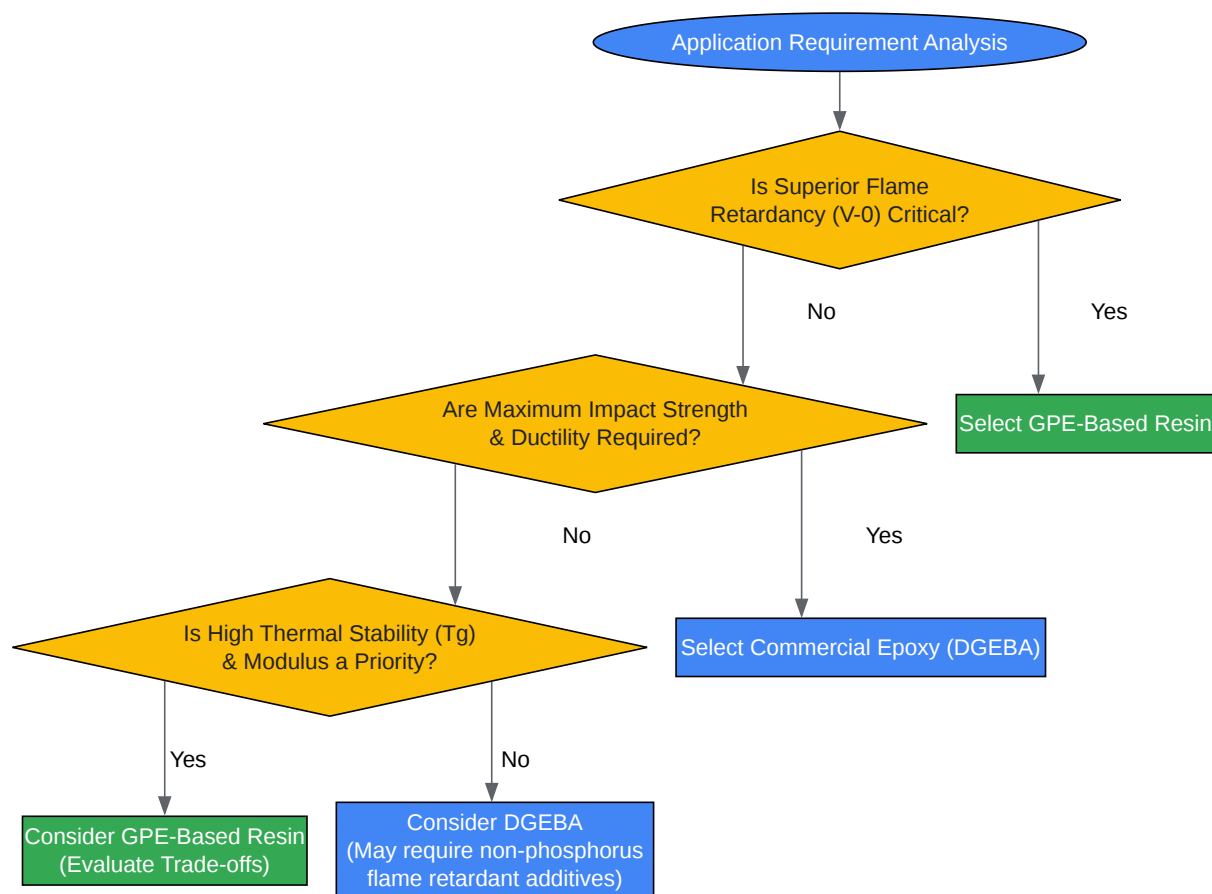 Application Requirement Analysis
Is Superior Flame
Retardancy (V-0) Critical?
No
Yes
Are Maximum Impact Strength
& Ductility Required?
Select GPE-Based Resin
No
Yes
Is High Thermal Stability (Tg)
& Modulus a Priority?
Select Commercial Epoxy (DGEBA)
Yes
No
Consider GPE-Based Resin
(Evaluate Trade-offs)
Consider DGEBA
(May require non-phosphorus
flame retardant additives)